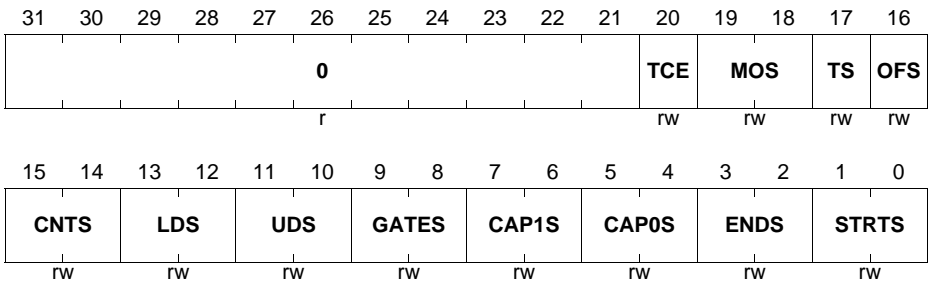 31 30 29 28 27 26 25 24 23 22 21 20 19 18 17 16
0 TCE MOS TS OFS
r rw rw rw rw
15 14 13 12 11 10 9 8 7 6 5 4 3 2 1 0
CNTS LDS UDS GATES CAP1S CAP0S ENDS STRTS
rw rw rw rw rw rw rw rw